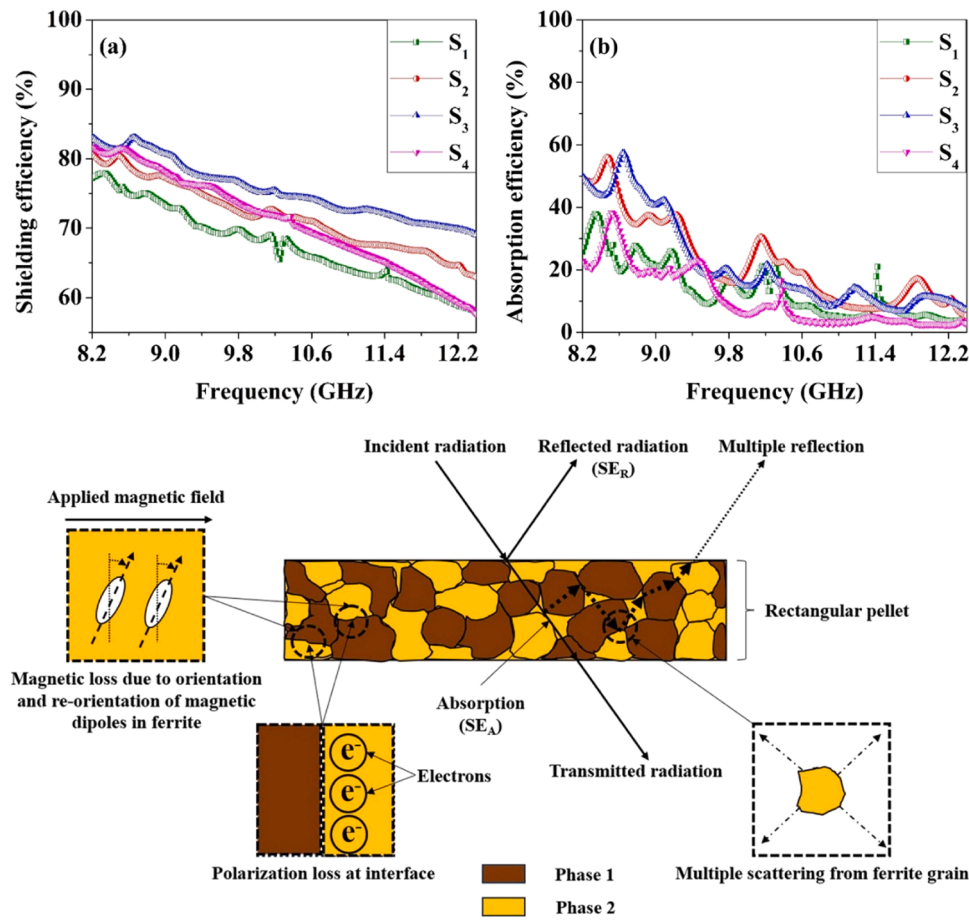 (a)
S₁
S₂
S₃
S₄
Shielding efficiency (%)
100
90
80
70
60
8.2 9.0 9.8 10.6 11.4 12.2
Frequency (GHz)
(b)
S₁
S₂
S₃
S₄
Absorption efficiency (%)
100
80
60
40
20
0
8.2 9.0 9.8 10.6 11.4 12.2
Frequency (GHz)
Incident radiation
Reflected radiation
(SE_R)
Multiple reflection
Applied magnetic field
Rectangular pellet
Magnetic loss due to orientation
and re-orientation of magnetic
dipoles in ferrite
Absorption
(SE_A)
Transmitted radiation
Electrons
e⁻
e⁻
e⁻
Polarization loss at interface
Multiple scattering from ferrite grain
Phase 1
Phase 2